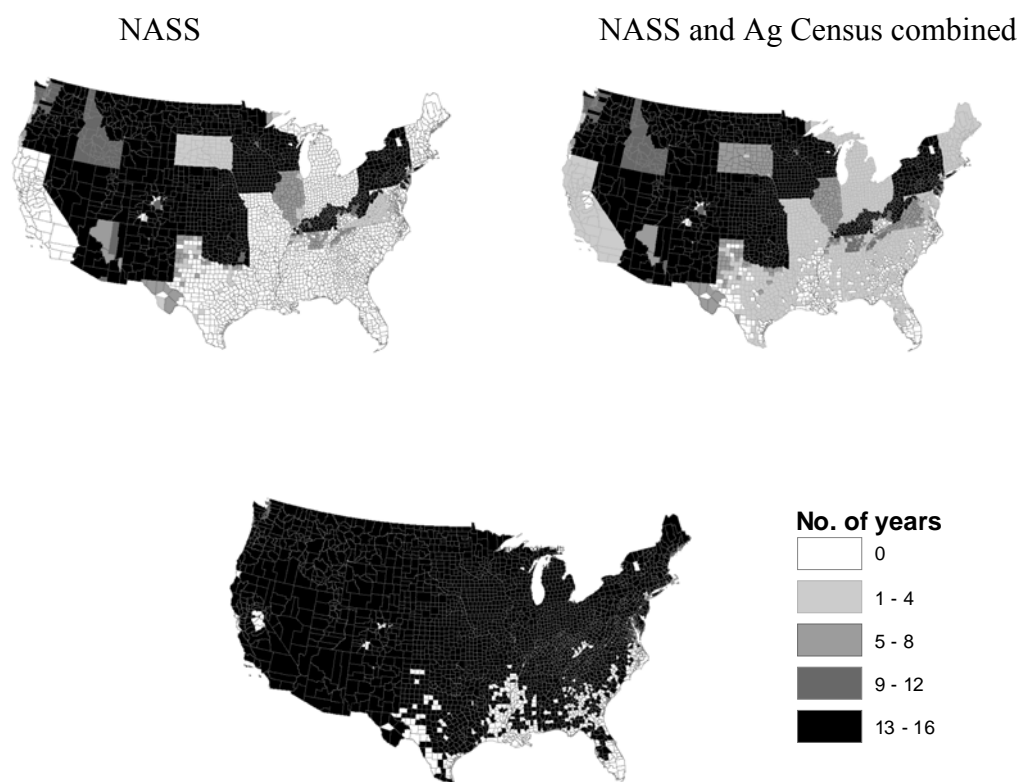 NASS
NASS and Ag Census combined
No. of years
0
1 - 4
5 - 8
9 - 12
13 - 16